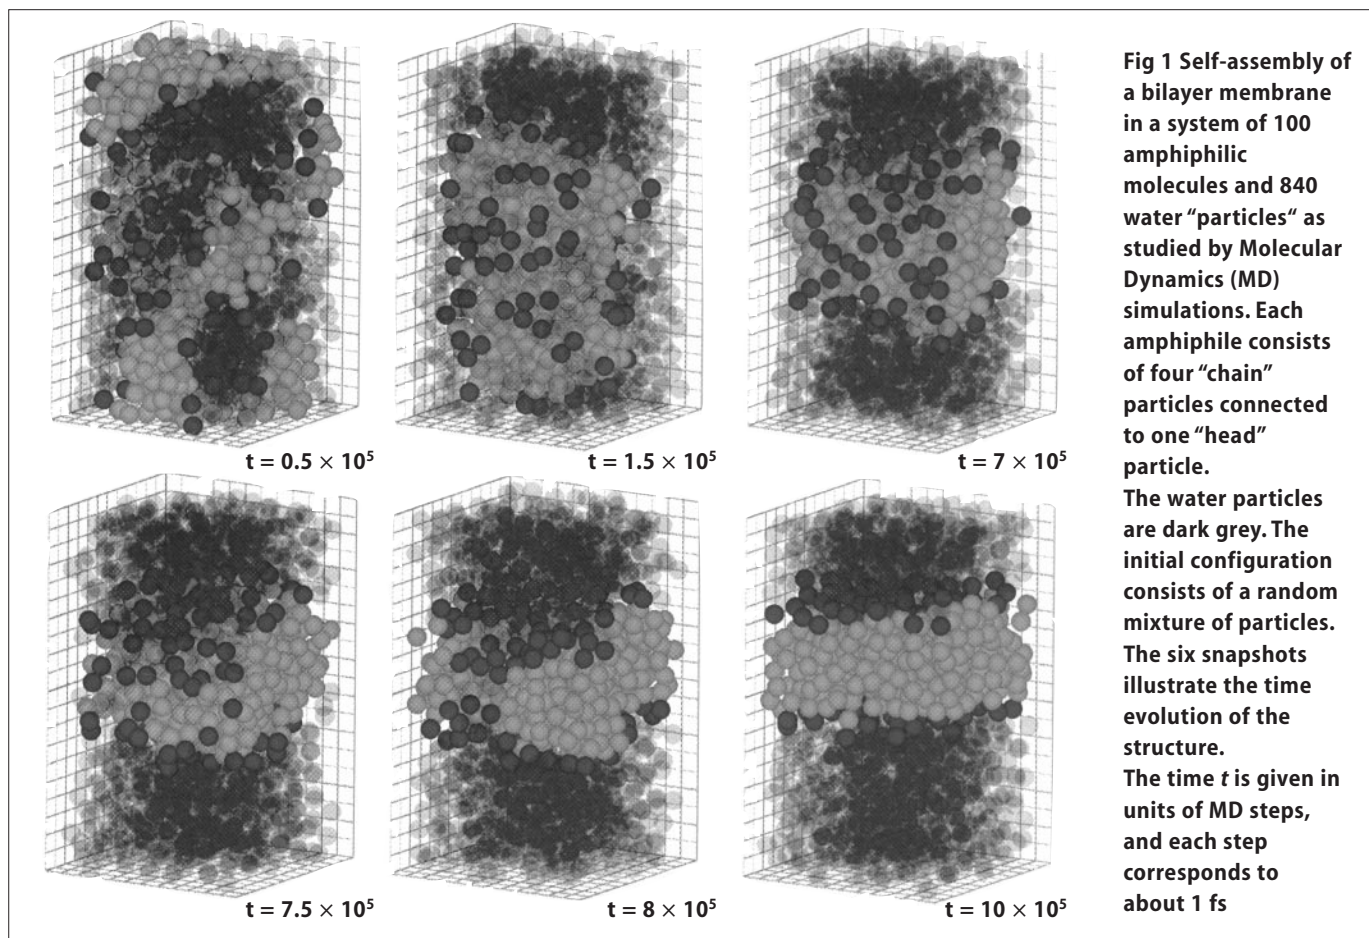 t = 0.5 × 10⁵
t = 1.5 × 10⁵
t = 7 × 10⁵
t = 7.5 × 10⁵
t = 8 × 10⁵
t = 10 × 10⁵
Fig 1 Self-assembly of
a bilayer membrane
in a system of 100
amphiphilic
molecules and 840
water “particles“ as
studied by Molecular
Dynamics (MD)
simulations. Each
amphiphile consists
of four “chain”
particles connected
to one “head”
particle.
The water particles
are dark grey. The
initial configuration
consists of a random
mixture of particles.
The six snapshots
illustrate the time
evolution of the
structure.
The time t is given in
units of MD steps,
and each step
corresponds to
about 1 fs